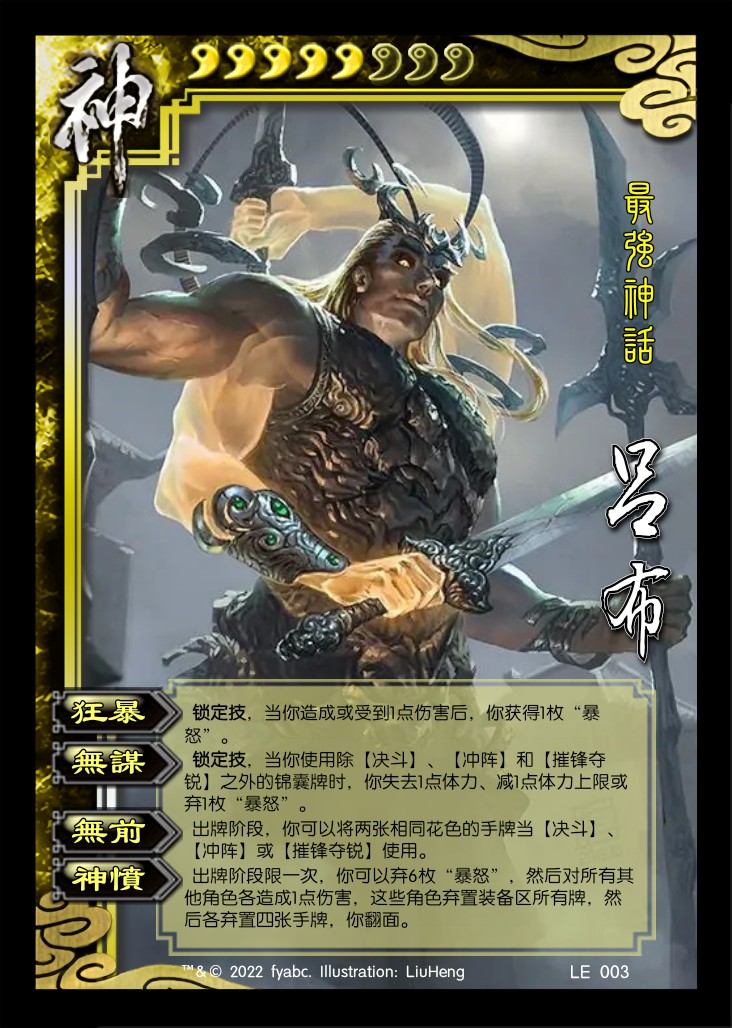 神
最強神話
呂布
狂暴
锁定技，当你造成或受到1点伤害后，你获得1枚“暴
怒”。
無謀
锁定技，当你使用除【决斗】、【冲阵】和【摧锋夺
锐】之外的锦囊牌时，你失去1点体力、减1点体力上限或
弃1枚“暴怒”。
無前
出牌阶段，你可以将两张相同花色的手牌当【决斗】、
【冲阵】或【摧锋夺锐】使用。
神憤
出牌阶段限一次，你可以弃6枚“暴怒”，然后对所有其
他角色各造成1点伤害，这些角色弃置装备区所有牌，然
后各弃置四张手牌，你翻面。
™&© 2022 fyabc. Illustration: LiuHeng
LE 003